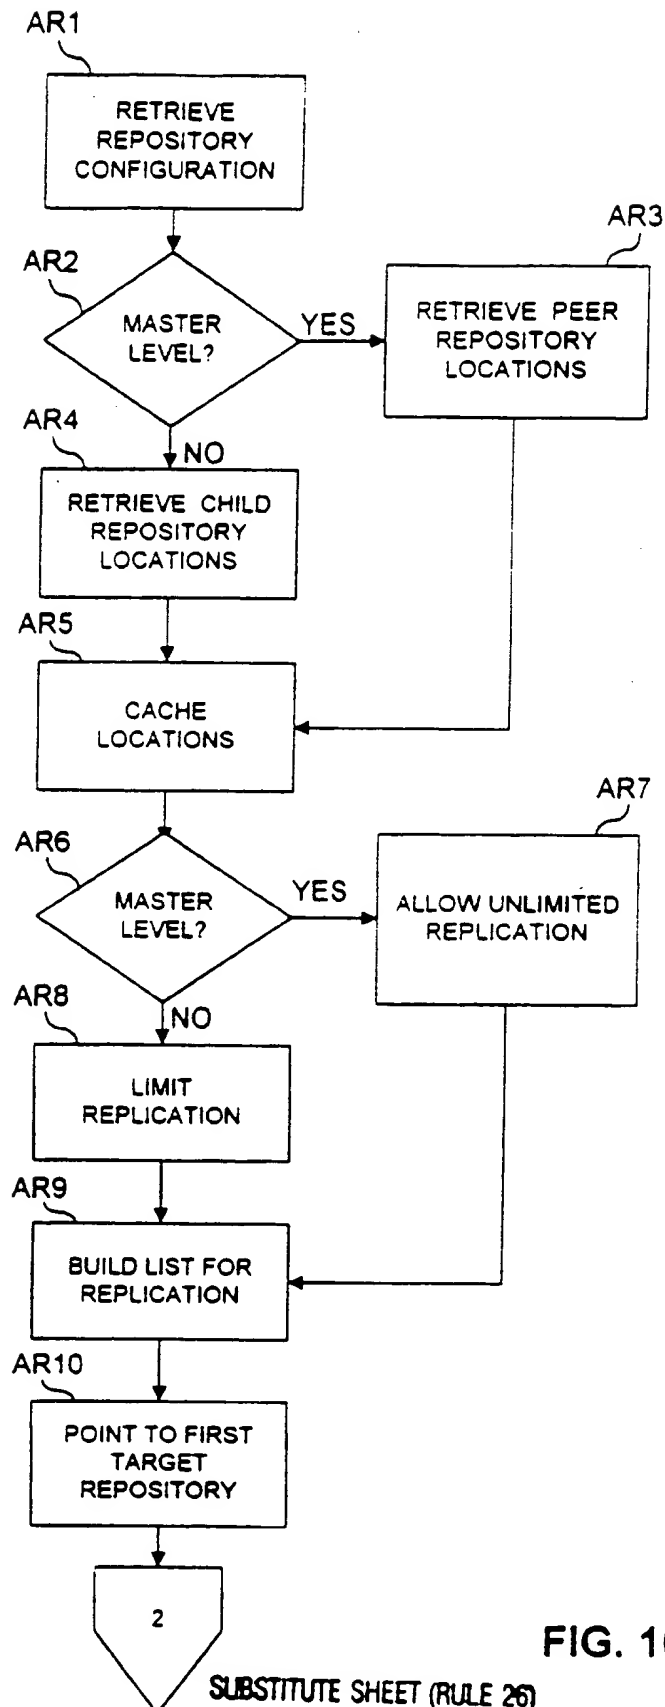 AR1
RETRIEVE
REPOSITORY
CONFIGURATION
AR2
MASTER
LEVEL?
YES
AR3
RETRIEVE PEER
REPOSITORY
LOCATIONS
NO
AR4
RETRIEVE CHILD
REPOSITORY
LOCATIONS
AR5
CACHE
LOCATIONS
AR6
MASTER
LEVEL?
YES
AR7
ALLOW UNLIMITED
REPLICATION
NO
AR8
LIMIT
REPLICATION
AR9
BUILD LIST FOR
REPLICATION
AR10
POINT TO FIRST
TARGET
REPOSITORY
2
FIG.
SUBSTITUTE SHEET (RULE 26)